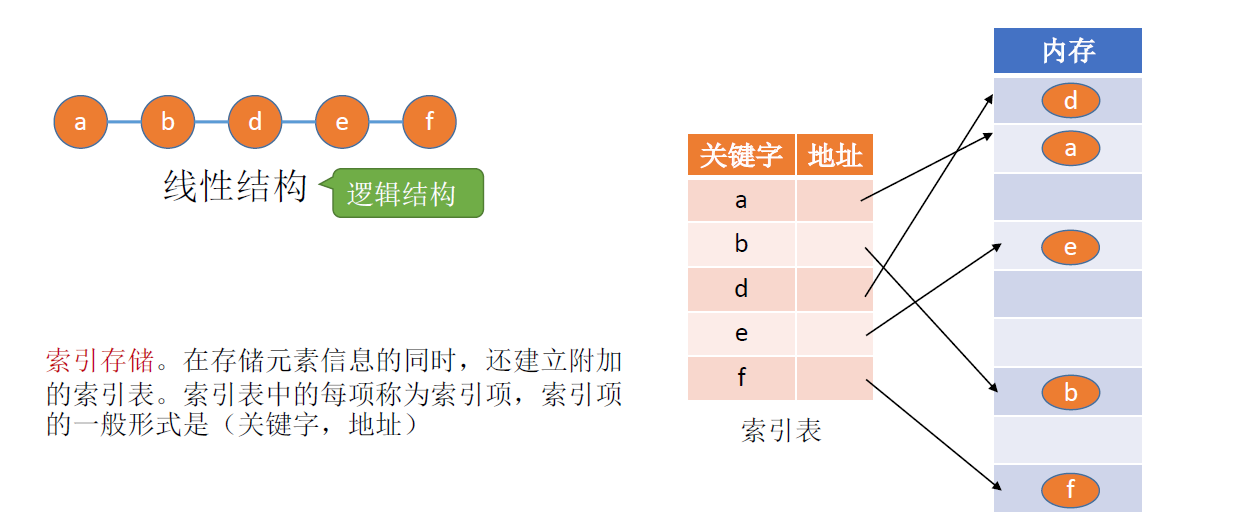 a b d e f
线性结构
逻辑结构
索引存储。在存储元素信息的同时，还建立附加
的索引表。索引表中的每项称为索引项，索引项
的一般形式是（关键字，地址）
关键字 地址
a
b
d
e
f
索引表
内存
d
a
e
b
f